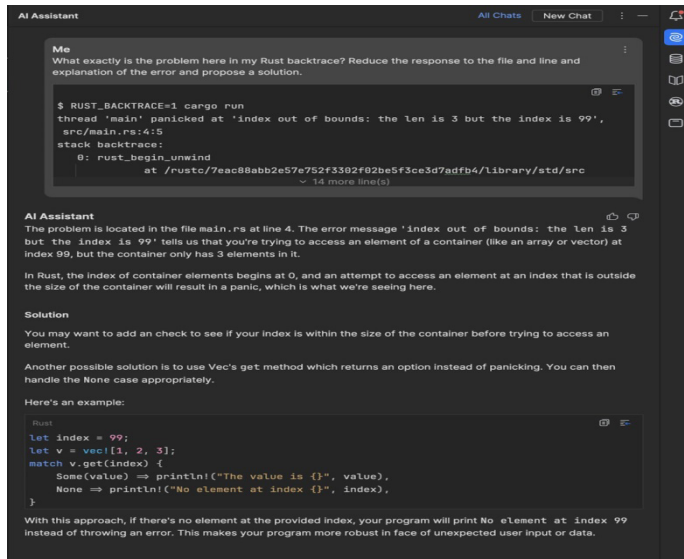 AI Assistant
All Chats
New Chat
Me
What exactly is the problem here in my Rust backtrace? Reduce the response to the file and line and
explanation of the error and propose a solution.
$ RUST_BACKTRACE=1 cargo run
thread 'main' panicked at 'index out of bounds: the len is 3 but the index is 99',
src/main.rs:4:5
stack backtrace:
0: rust_begin_unwind
at /rustc/7eac88abb2e57e752f3302f02be5f3ce3d7adfb4/library/std/src
14 more line(s)
AI Assistant
The problem is located in the file main.rs at line 4. The error message 'index out of bounds: the len is 3
but the index is 99' tells us that you're trying to access an element of a container (like an array or vector) at
index 99, but the container only has 3 elements in it.
In Rust, the index of container elements begins at 0, and an attempt to access an element at an index that is outside
the size of the container will result in a panic, which is what we're seeing here.
Solution
You may want to add an check to see if your index is within the size of the container before trying to access an
element.
Another possible solution is to use Vec's get method which returns an option instead of panicking. You can then
handle the None case appropriately.
Here's an example:
Rust
let index = 99;
let v = vec![1, 2, 3];
match v.get(index) {
Some(value) => println!("The value is {}", value),
None => println!("No element at index {}", index),
}
With this approach, if there's no element at the provided index, your program will print No element at index 99
instead of throwing an error. This makes your program more robust in face of unexpected user input or data.